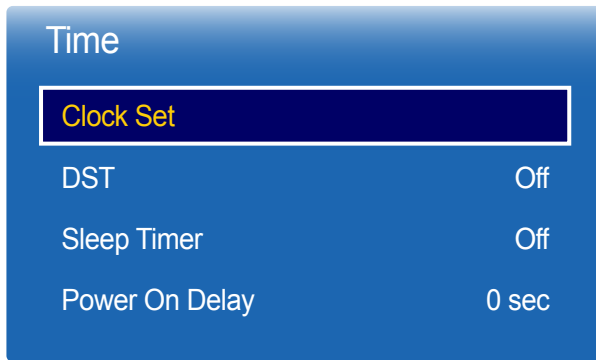 Time
Clock Set
DST Off
Sleep Timer Off
Power On Delay 0 sec